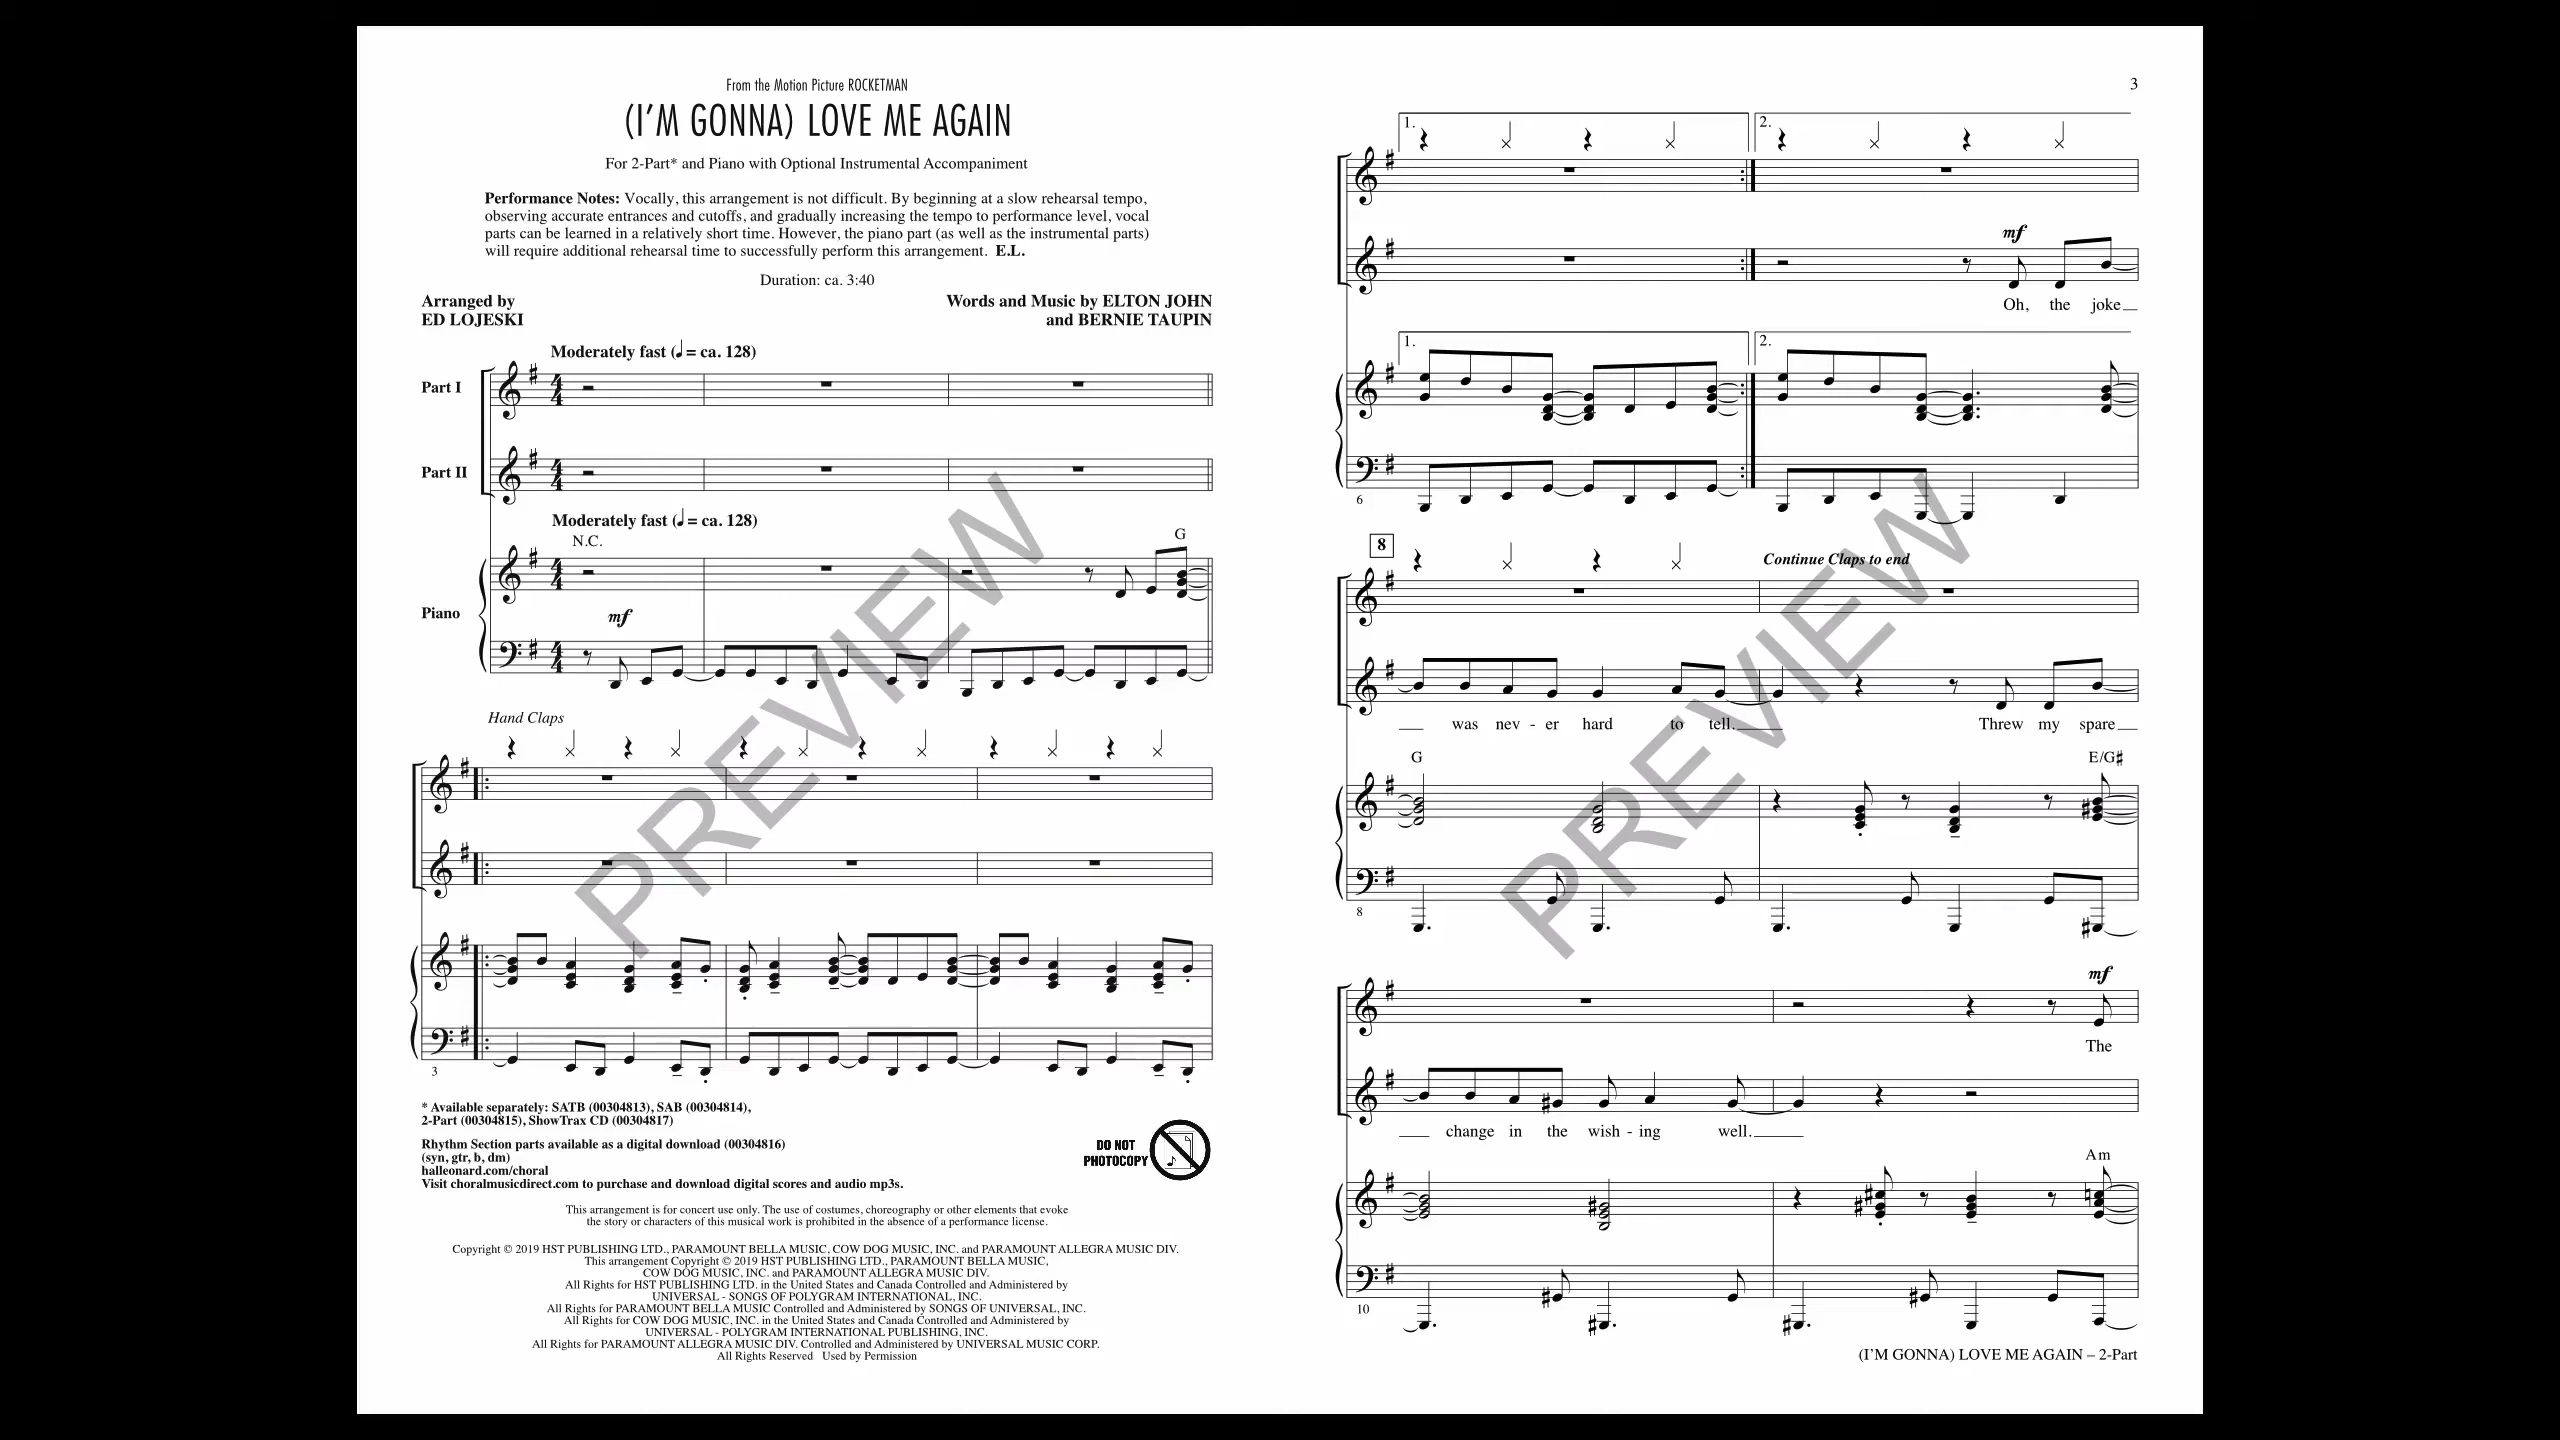 From the Motion Picture ROCKETMAN
(I'M GONNA) LOVE ME AGAIN
For 2-Part* and Piano with Optional Instrumental Accompaniment
Performance Notes: Vocally, this arrangement is not difficult. By beginning at a slow rehearsal tempo,
observing accurate entrances and cutoffs, and gradually increasing the tempo to performance level, vocal
parts can be learned in a relatively short time. However, the piano part (as well as the instrumental parts)
will require additional rehearsal time to successfully perform this arrangement. E.L.
Duration: ca. 3:40
Arranged by
ED LOJESKI
Words and Music by ELTON JOHN
and BERNIE TAUPIN
Moderately fast (♩ = ca. 128)
Part I
Part II
Moderately fast (♩ = ca. 128)
N.C.
G
Piano
mf
Hand Claps
3
* Available separately: SATB (00304813), SAB (00304814),
2-Part (00304815), ShowTrax CD (00304817)
Rhythm Section parts available as a digital download (00304816)
(syn, gtr, b, dm)
halleonard.com/choral
Visit choralmusicdirect.com to purchase and download digital scores and audio mp3s.
DO NOT
PHOTOCOPY
This arrangement is for concert use only. The use of costumes, choreography or other elements that evoke
the story or characters of this musical work is prohibited in the absence of a performance license.
Copyright © 2019 HST PUBLISHING LTD., PARAMOUNT BELLA MUSIC, COW DOG MUSIC, INC. and PARAMOUNT ALLEGRA MUSIC DIV.
This arrangement Copyright © 2019 HST PUBLISHING LTD., PARAMOUNT BELLA MUSIC,
COW DOG MUSIC, INC. and PARAMOUNT ALLEGRA MUSIC DIV.
All Rights for HST PUBLISHING LTD. in the United States and Canada Controlled and Administered by
UNIVERSAL - SONGS OF POLYGRAM INTERNATIONAL, INC.
All Rights for PARAMOUNT BELLA MUSIC Controlled and Administered by SONGS OF UNIVERSAL, INC.
All Rights for COW DOG MUSIC, INC. in the United States and Canada Controlled and Administered by
UNIVERSAL - POLYGRAM INTERNATIONAL PUBLISHING, INC.
All Rights for PARAMOUNT ALLEGRA MUSIC DIV. Controlled and Administered by UNIVERSAL MUSIC CORP.
All Rights Reserved Used by Permission
PREVIEW
3
1.
2.
mf
Oh, the joke
1.
2.
6
8
Continue Claps to end
was nev - er hard to tell. Threw my spare
G
E/G♯
8
mf
The
change in the wish - ing well.
Am
10
(I'M GONNA) LOVE ME AGAIN – 2-Part
PREVIEW